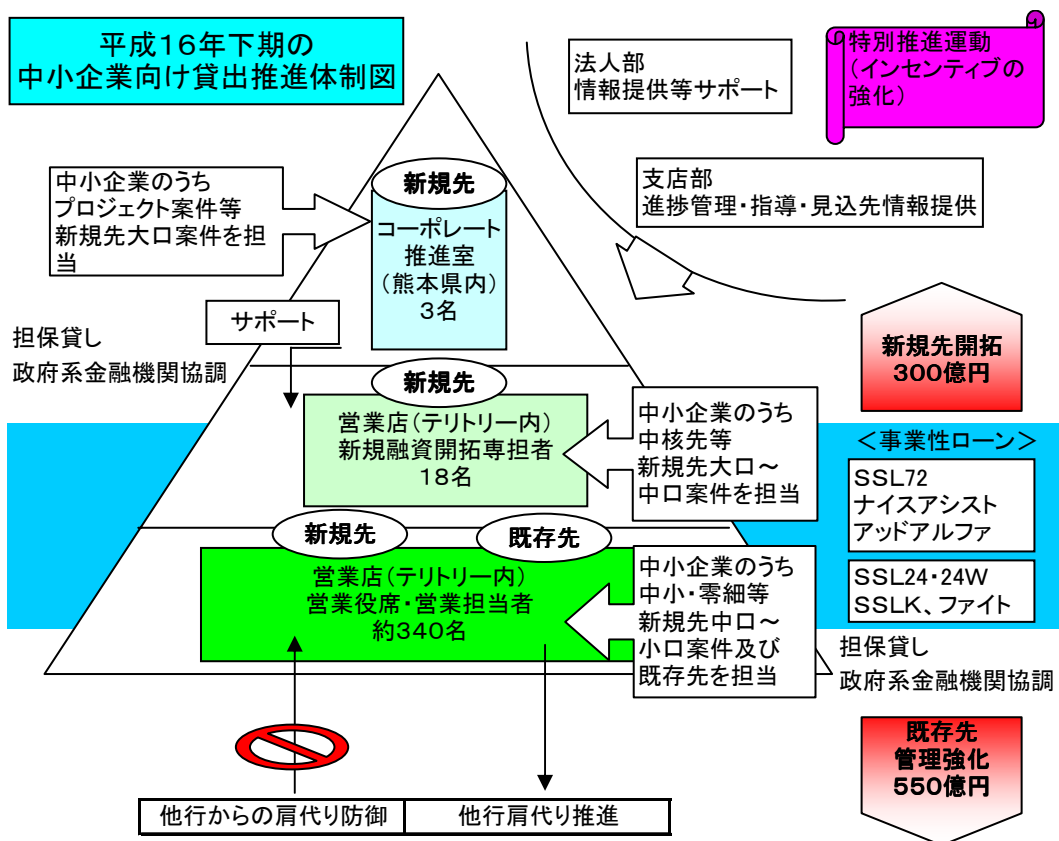 平成16年下期の
中小企業向け貸出推進体制図
法人部
情報提供等サポート
特別推進運動
(インセンティブの
強化)
中小企業のうち
プロジェクト案件等
新規先大口案件を担
当
新規先
コーポレート
推進室
(熊本県内)
3名
支店部
進捗管理・指導・見込先情報提供
サポート
担保貸し
政府系金融機関協調
新規先開拓
300億円
新規先
営業店(テリトリー内)
新規融資開拓専担者
18名
中小企業のうち
中核先等
新規先大口~
中口案件を担当
<事業性ローン>
SSL72
ナイスアシスト
アッドアルファ
SSL24・24W
SSLK、ファイト
新規先
既存先
営業店(テリトリー内)
営業役席・営業担当者
約340名
中小企業のうち
中小・零細等
新規先中口~
小口案件及び
既存先を担当
担保貸し
政府系金融機関協調
既存先
管理強化
550億円
他行からの肩代り防御
他行肩代り推進